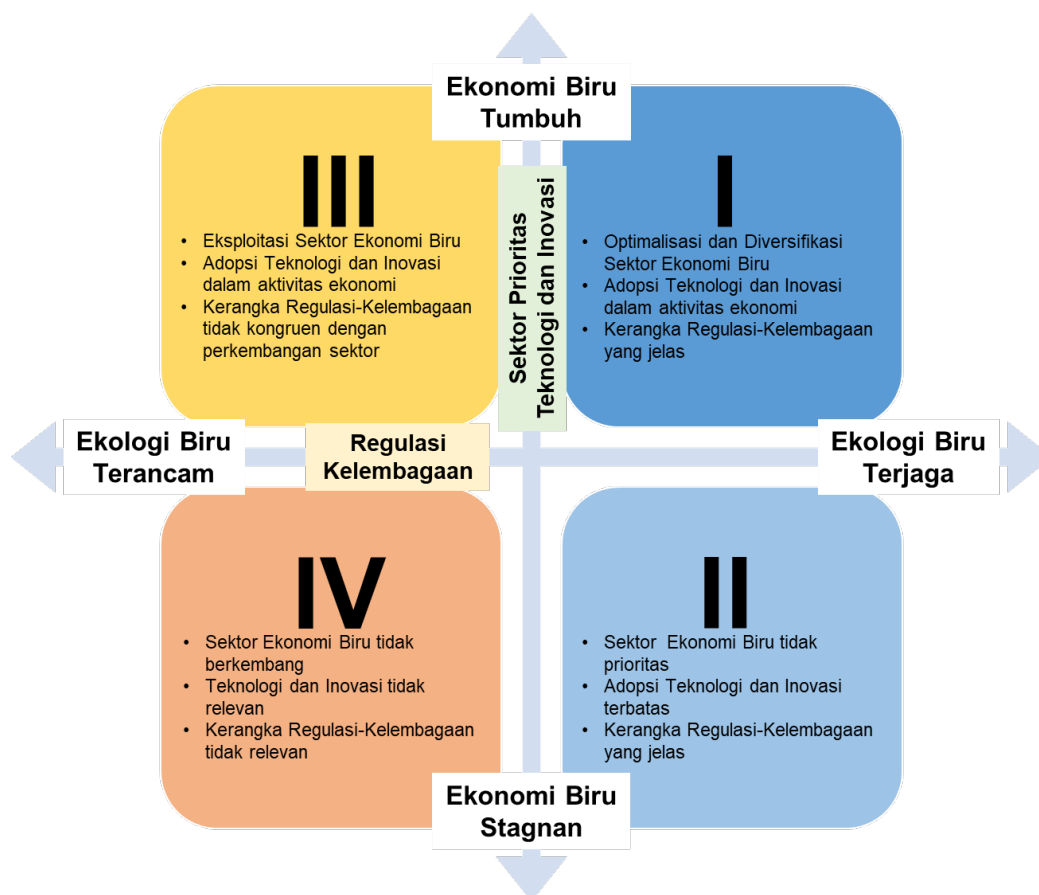 Ekonomi Biru
Tumbuh
III
• Eksploitasi Sektor Ekonomi Biru
• Adopsi Teknologi dan Inovasi
dalam aktivitas ekonomi
• Kerangka Regulasi-Kelembagaan
tidak kongruen dengan
perkembangan sektor
Sektor Prioritas
Teknologi dan Inovasi
I
• Optimalisasi dan Diversifikasi
Sektor Ekonomi Biru
• Adopsi Teknologi dan Inovasi
dalam aktivitas ekonomi
• Kerangka Regulasi-Kelembagaan
yang jelas
Ekologi Biru
Terancam
Regulasi
Kelembagaan
Ekologi Biru
Terjaga
IV
• Sektor Ekonomi Biru tidak
berkembang
• Teknologi dan Inovasi tidak
relevan
• Kerangka Regulasi-Kelembagaan
tidak relevan
II
• Sektor Ekonomi Biru tidak
prioritas
• Adopsi Teknologi dan Inovasi
terbatas
• Kerangka Regulasi-Kelembagaan
yang jelas
Ekonomi Biru
Stagnan